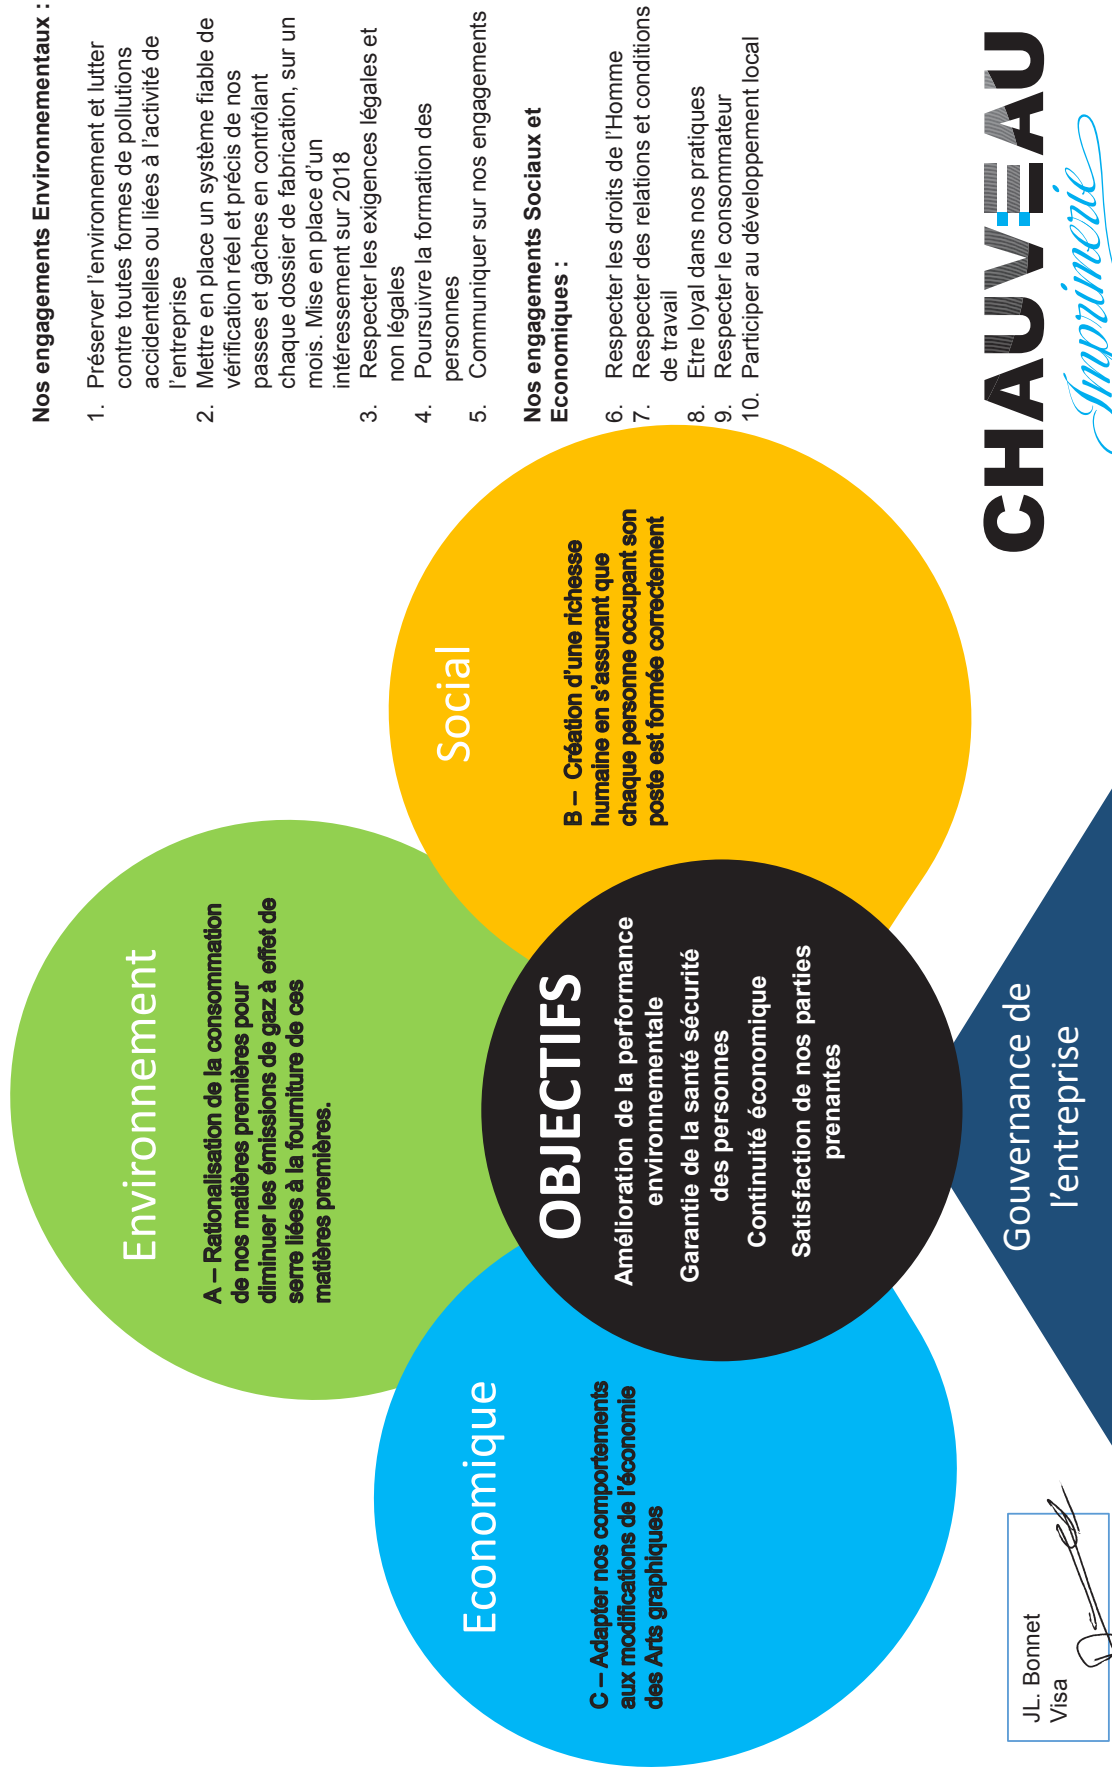 Nos engagements Environnementaux :
1. Préserver l'environnement et lutter
contre toutes formes de pollutions
accidentelles ou liées à l'activité de
l'entreprise
2. Mettre en place un système fiable de
vérification réel et précis de nos
passes et gâches en contrôlant
chaque dossier de fabrication, sur un
mois. Mise en place d'un
intéressement sur 2018
3. Respecter les exigences légales et
non légales
4. Poursuivre la formation des
personnes
5. Communiquer sur nos engagements
Nos engagements Sociaux et
Economiques :
6. Respecter les droits de l'Homme
7. Respecter des relations et conditions
de travail
8. Etre loyal dans nos pratiques
9. Respecter le consommateur
10. Participer au développement local
Environnement
A – Rationalisation de la consommation
de nos matières premières pour
diminuer les émissions de gaz à effet de
serre liées à la fourniture de ces
matières premières.
Social
B – Création d'une richesse
humaine en s'assurant que
chaque personne occupant son
poste est formée correctement
Economique
C – Adapter nos comportements
aux modifications de l'économie
des Arts graphiques
OBJECTIFS
Amélioration de la performance
environnementale
Garantie de la santé sécurité
des personnes
Continuité économique
Satisfaction de nos parties
prenantes
Gouvernance de
l'entreprise
JL. Bonnet
Visa
CHAUVEAU
Imprimerie